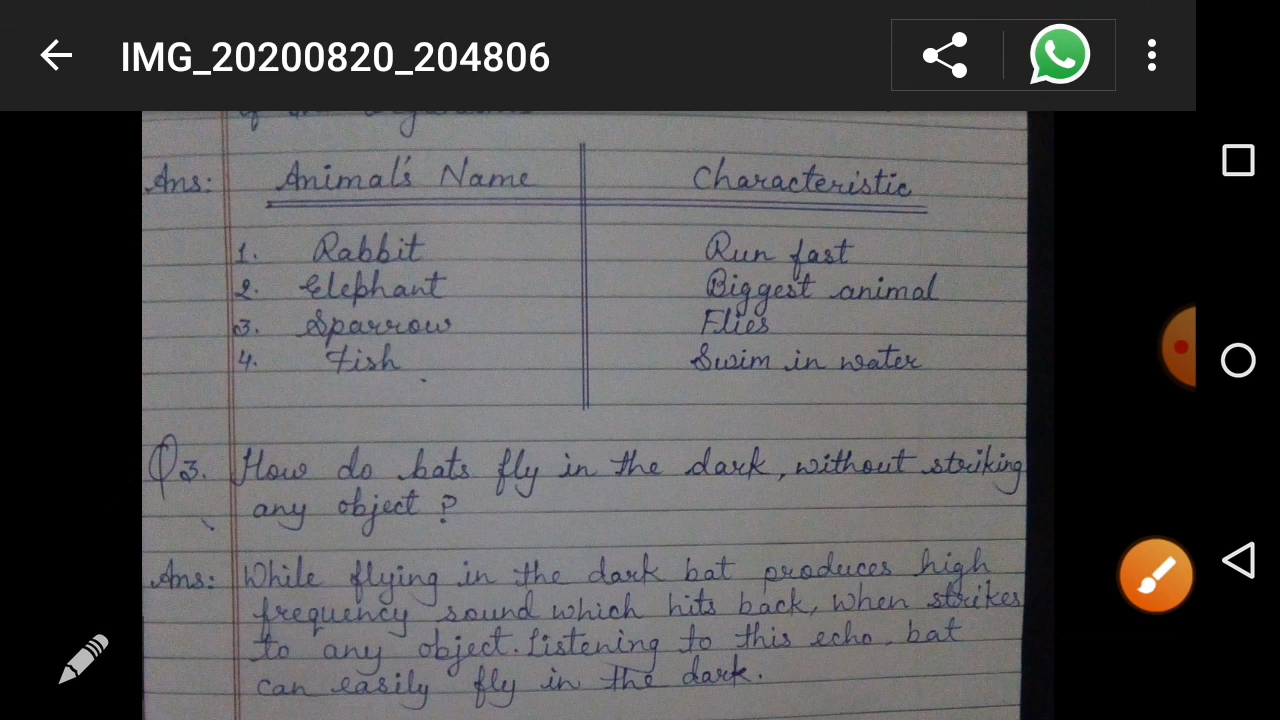 IMG_20200820_204806
Ans: Animal's Name Characteristic
1. Rabbit Run fast
2. Elephant Biggest animal
3. Sparrow Flies
4. Fish Swim in water
Q3. How do bats fly in the dark, without striking
any object?
Ans: While flying in the dark bat produces high
frequency sound which hits back, when strikes
to any object. Listening to this echo, bat
can easily fly in the dark.